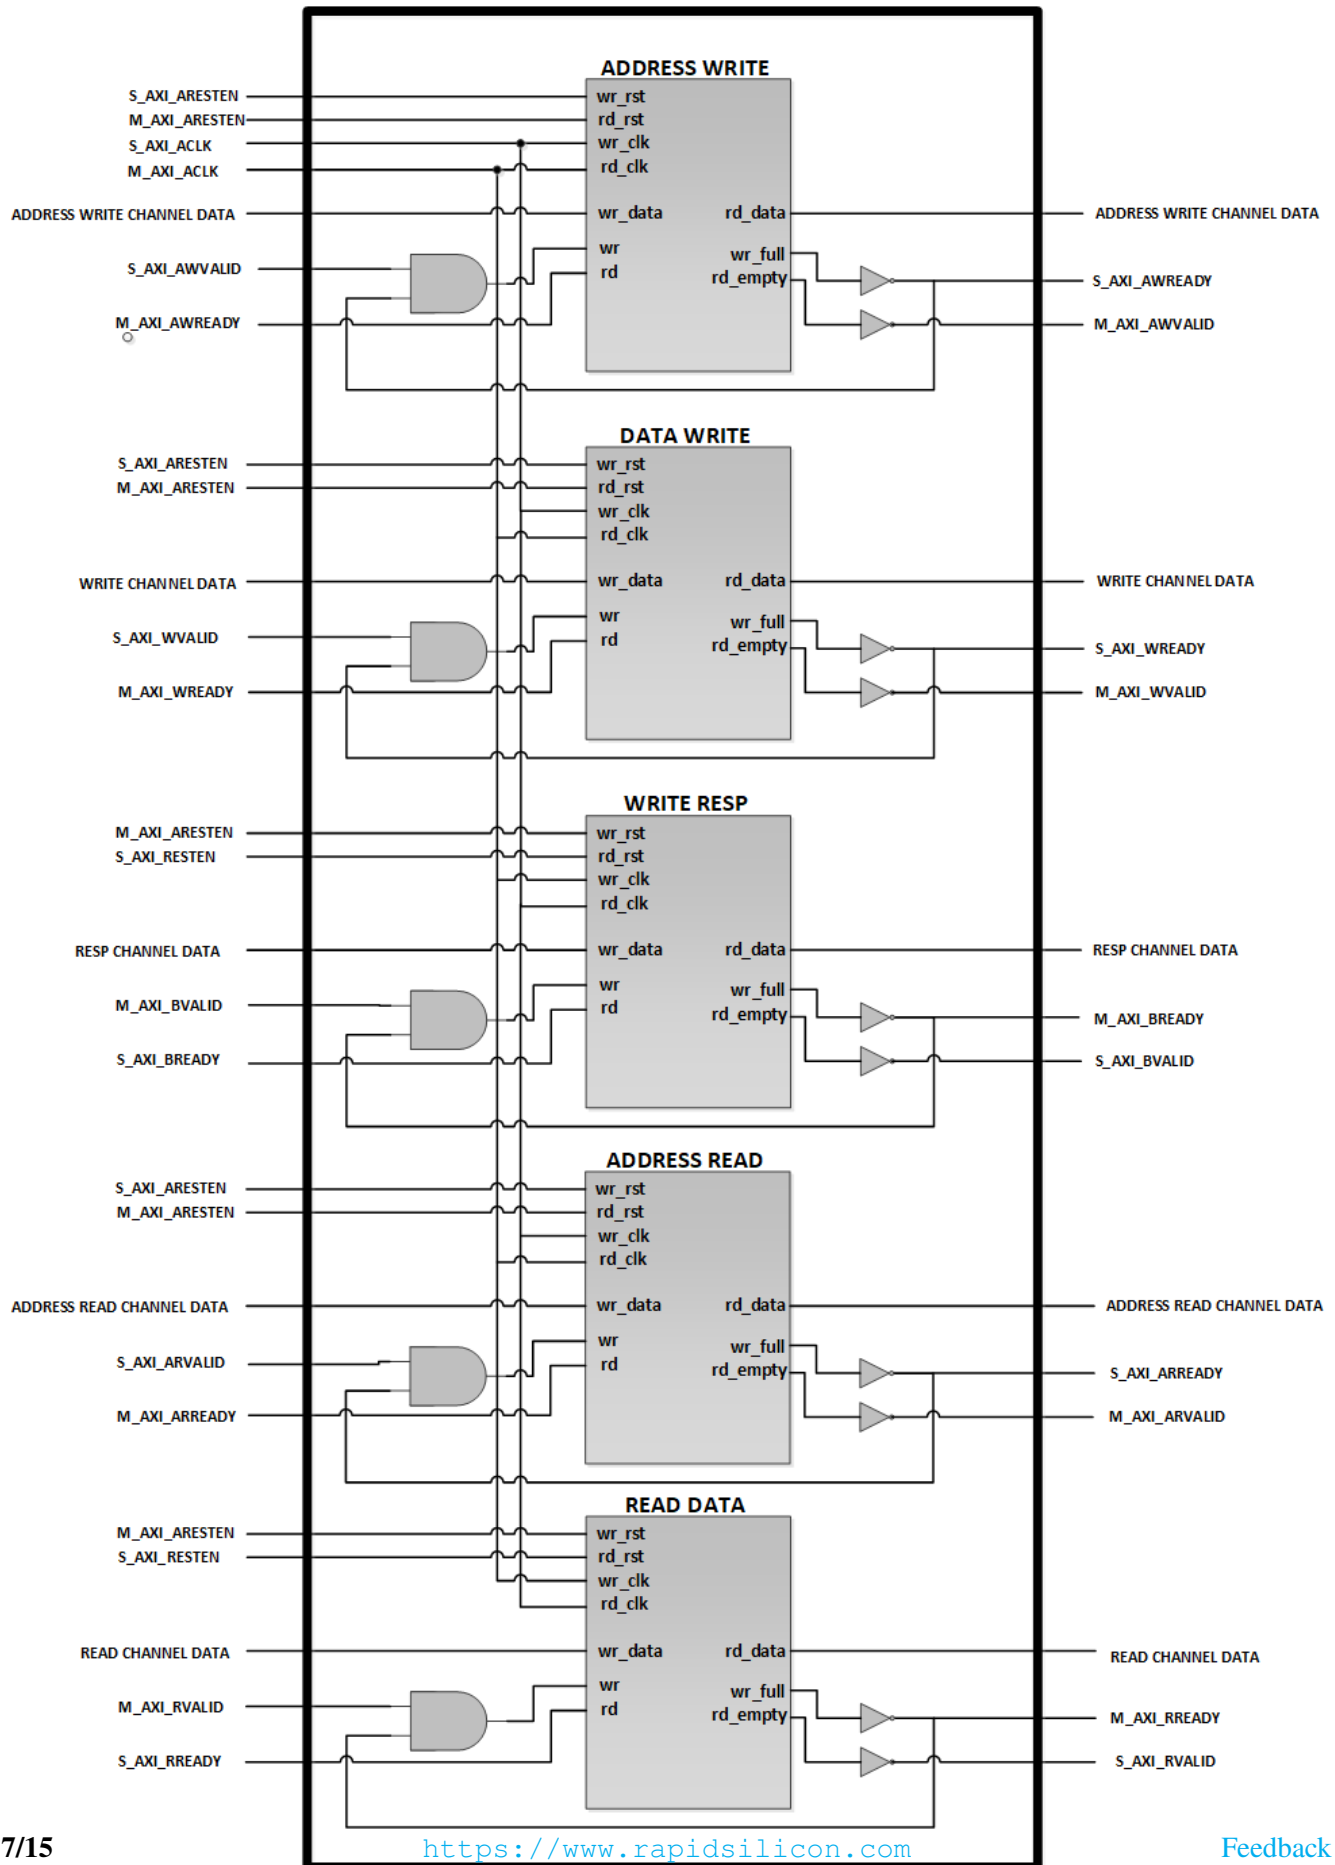 ADDRESS WRITE
S_AXI_ARESTEN wr_rst
M_AXI_ARESTEN rd_rst
S_AXI_ACLK wr_clk
M_AXI_ACLK rd_clk
ADDRESS WRITE CHANNEL DATA wr_data rd_data ADDRESS WRITE CHANNEL DATA
wr wr_full
S_AXI_AWVALID rd rd_empty S_AXI_AWREADY
M_AXI_AWREADY M_AXI_AWVALID
DATA WRITE
S_AXI_ARESTEN wr_rst
M_AXI_ARESTEN rd_rst
wr_clk
rd_clk
WRITE CHANNEL DATA wr_data rd_data WRITE CHANNEL DATA
wr wr_full
S_AXI_WVALID rd rd_empty S_AXI_WREADY
M_AXI_WREADY M_AXI_WVALID
WRITE RESP
M_AXI_ARESTEN wr_rst
S_AXI_RESTEN rd_rst
wr_clk
rd_clk
RESP CHANNEL DATA wr_data rd_data RESP CHANNEL DATA
wr wr_full
M_AXI_BVALID rd rd_empty M_AXI_BREADY
S_AXI_BREADY S_AXI_BVALID
ADDRESS READ
S_AXI_ARESTEN wr_rst
M_AXI_ARESTEN rd_rst
wr_clk
rd_clk
ADDRESS READ CHANNEL DATA wr_data rd_data ADDRESS READ CHANNEL DATA
wr wr_full
S_AXI_ARVALID rd rd_empty S_AXI_ARREADY
M_AXI_ARREADY M_AXI_ARVALID
READ DATA
M_AXI_ARESTEN wr_rst
S_AXI_RESTEN rd_rst
wr_clk
rd_clk
READ CHANNEL DATA wr_data rd_data READ CHANNEL DATA
wr wr_full
M_AXI_RVALID rd rd_empty M_AXI_RREADY
S_AXI_RREADY S_AXI_RVALID
7/15 https://www.rapidsilicon.com Feedback